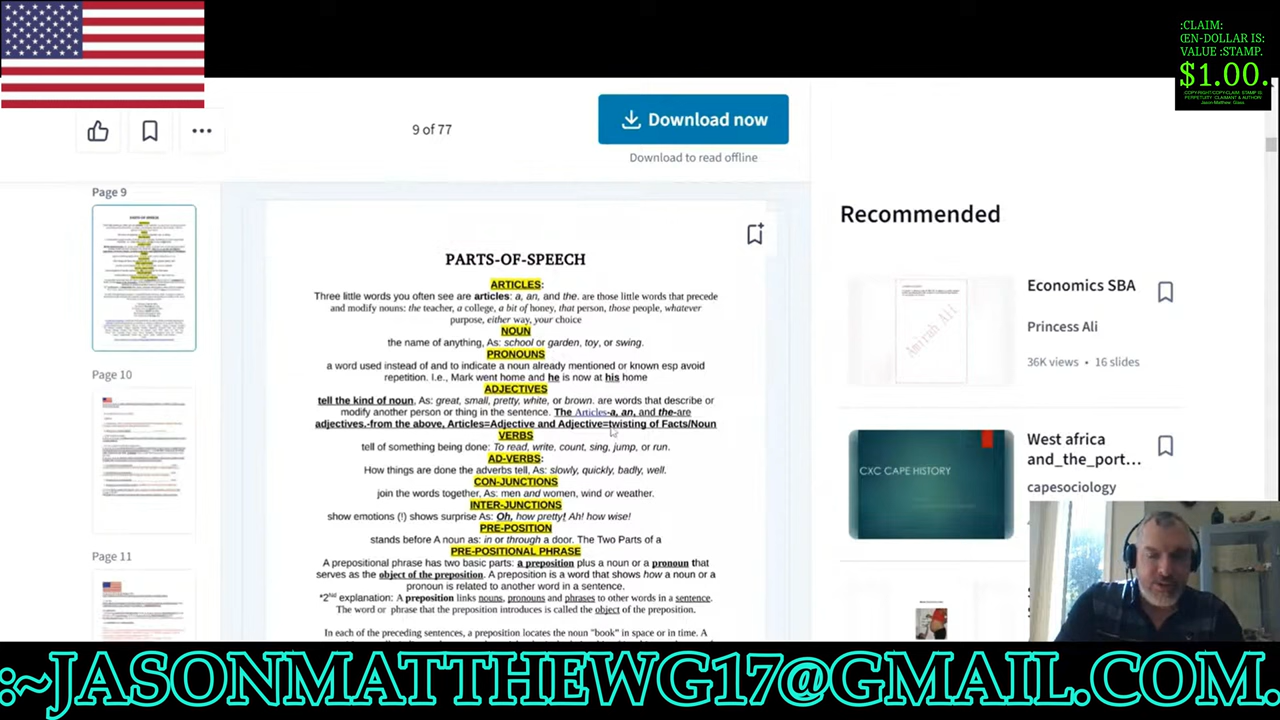 :CLAIM:
ŒN-DOLLAR IS:
VALUE :STAMP.
$1.00.
COPY-RIGHT/COPY-CLAIM, STAMP IS
PERPETUITY. CLAIMANT & AUTHOR
Jason Matthew. Glass
9 of 77
Download now
Download to read offline
Page 9
Page 10
Page 11
PARTS-OF-SPEECH
ARTICLES:
Three little words you often see are articles: a, an, and the. are those little words that precede
and modify nouns: the teacher, a college, a bit of honey, that person, those people, whatever
purpose, either way, your choice
NOUN
the name of anything, As: school or garden, toy, or swing.
PRONOUNS
a word used instead of and to indicate a noun already mentioned or known esp avoid
repetition. I.e., Mark went home and he is now at his home
ADJECTIVES
tell the kind of noun, As: great, small, pretty, white, or brown. are words that describe or
modify another person or thing in the sentence. The Articles-a, an, and the-are
adjectives.-from the above, Articles=Adjective and Adjective=twisting of Facts/Noun
VERBS
tell of something being done: To read, write, count, sing, jump, or run.
AD-VERBS:
How things are done the adverbs tell, As: slowly, quickly, badly, well.
CON-JUNCTIONS
join the words together, As: men and women, wind or weather.
INTER-JUNCTIONS
show emotions (!) shows surprise As: Oh, how pretty! Ah! how wise!
PRE-POSITION
stands before A noun as: in or through a door. The Two Parts of a
PRE-POSITIONAL PHRASE
A prepositional phrase has two basic parts: a preposition plus a noun or a pronoun that
serves as the object of the preposition. A preposition is a word that shows how a noun or a
pronoun is related to another word in a sentence.
*2nd explanation: A preposition links nouns, pronouns and phrases to other words in a sentence.
The word or phrase that the preposition introduces is called the object of the preposition.
In each of the preceding sentences, a preposition locates the noun "book" in space or in time. A
Recommended
Amirah Ali
Economics SBA
Princess Ali
36K views • 16 slides
CXC CAPE HISTORY
West africa
and_the_port...
capesociology
:~JASONMATTHEWG17@GMAIL.COM.